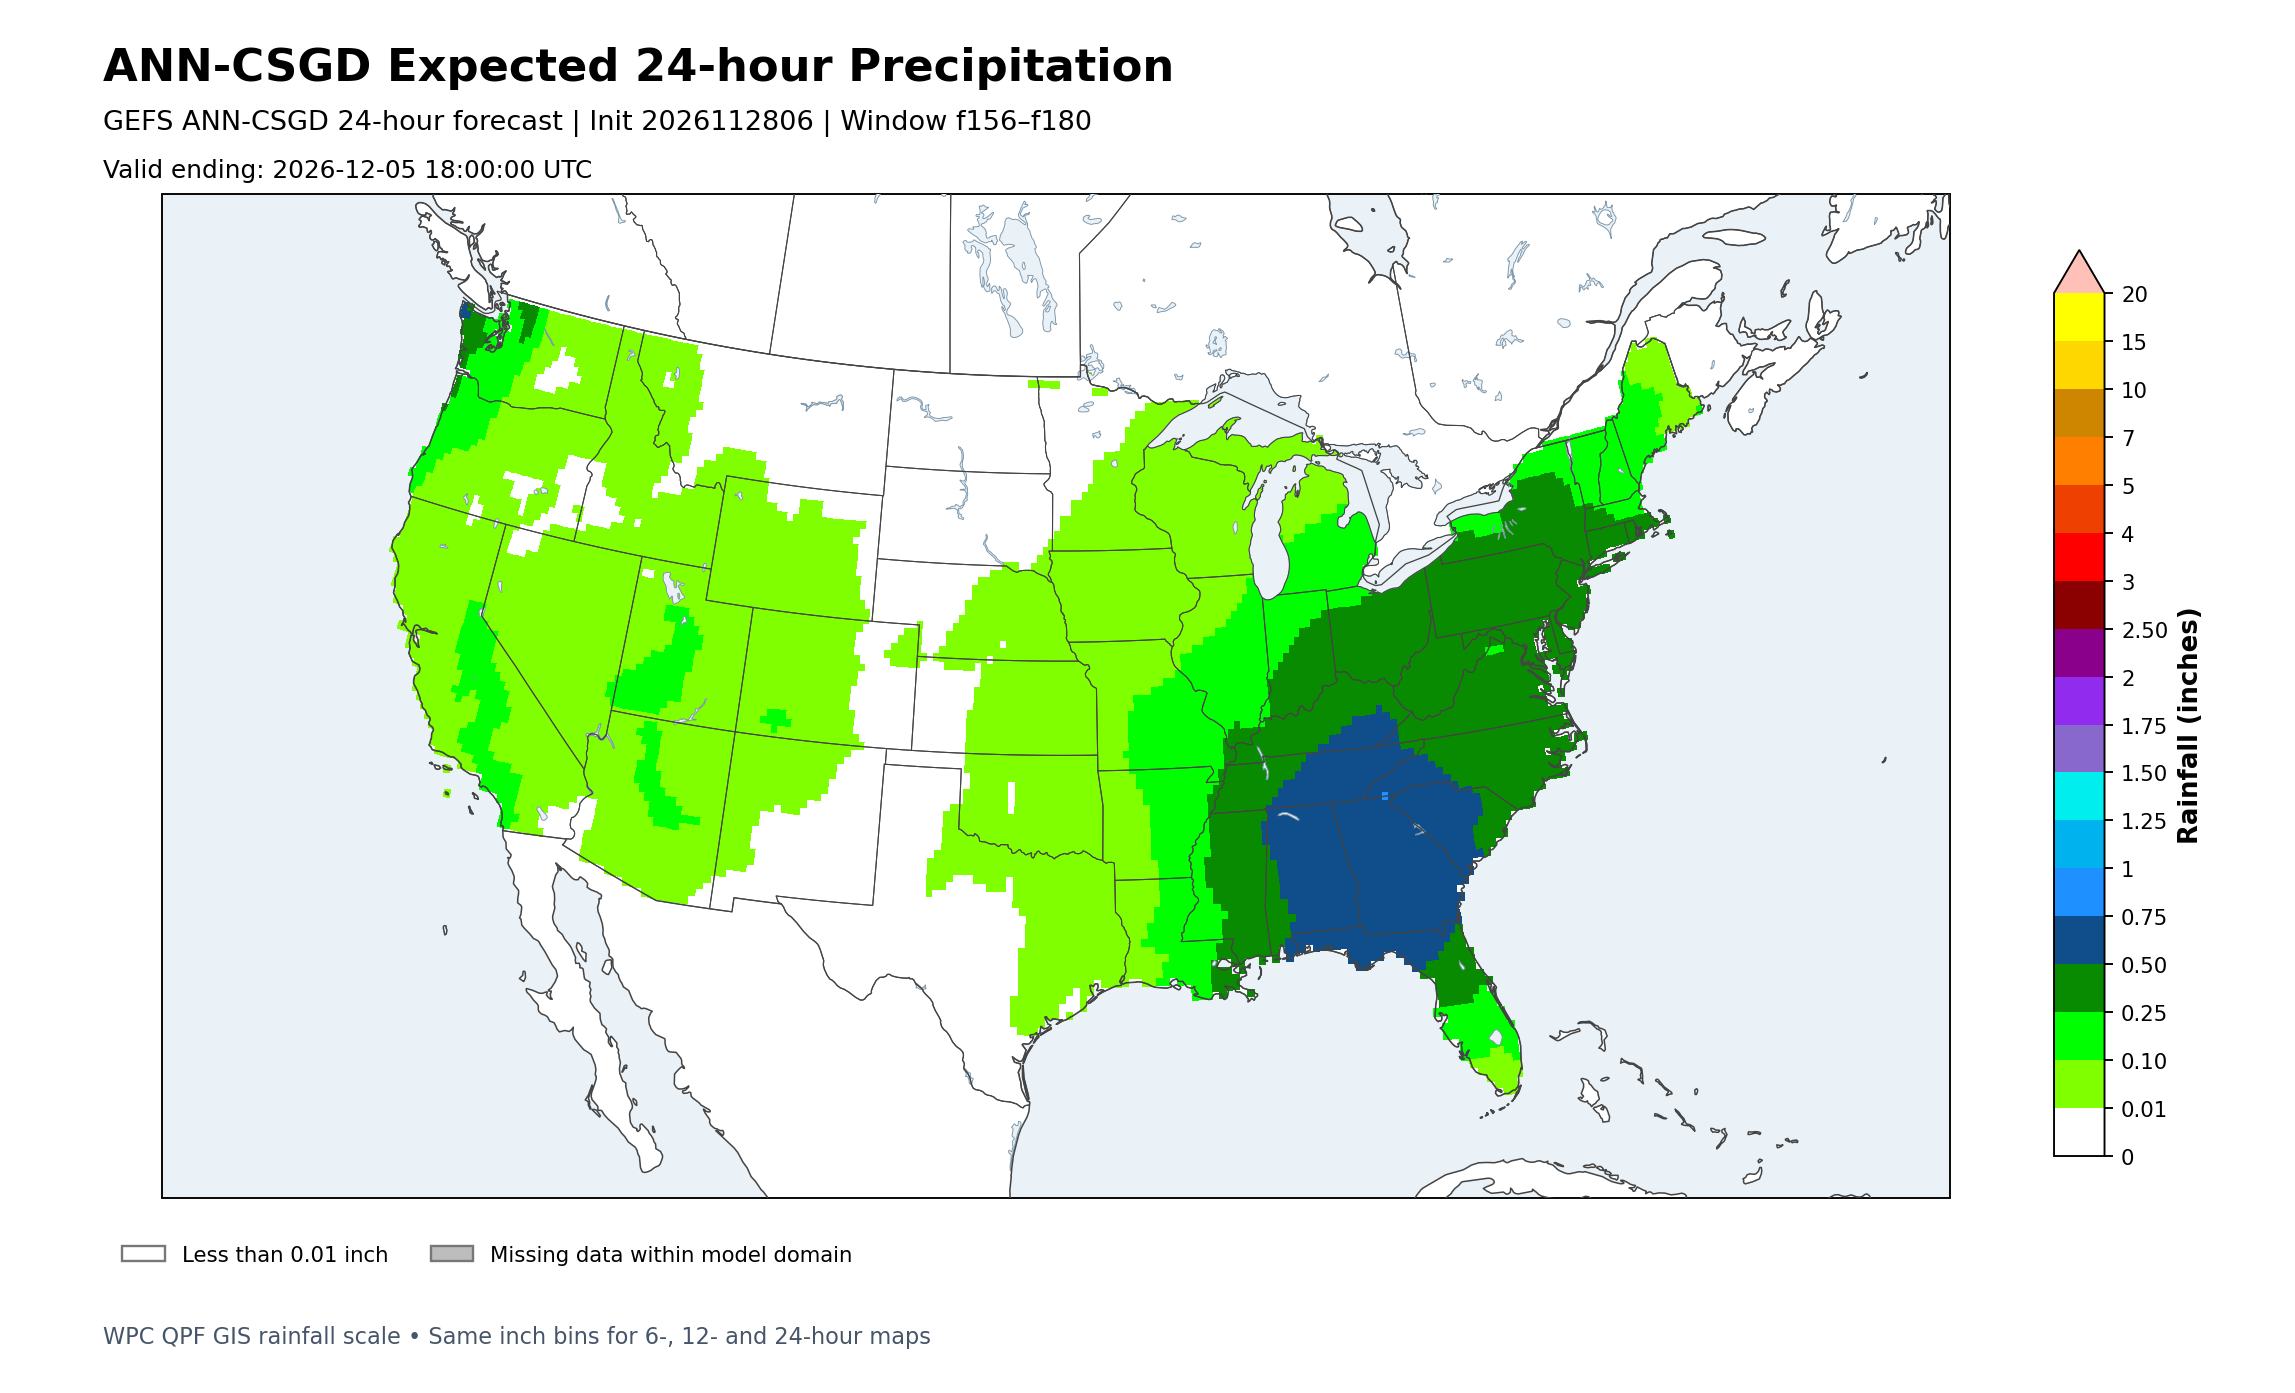 ANN-CSGD Expected 24-hour Precipitation
GEFS ANN-CSGD 24-hour forecast | Init 2026112806 | Window f156–f180
Valid ending: 2026-12-05 18:00:00 UTC
20
15
10
7
5
4
3
2.50
2
1.75
1.50
1.25
1
0.75
0.50
0.25
0.10
0.01
0
Rainfall (inches)
Less than 0.01 inch
Missing data within model domain
WPC QPF GIS rainfall scale • Same inch bins for 6-, 12- and 24-hour maps